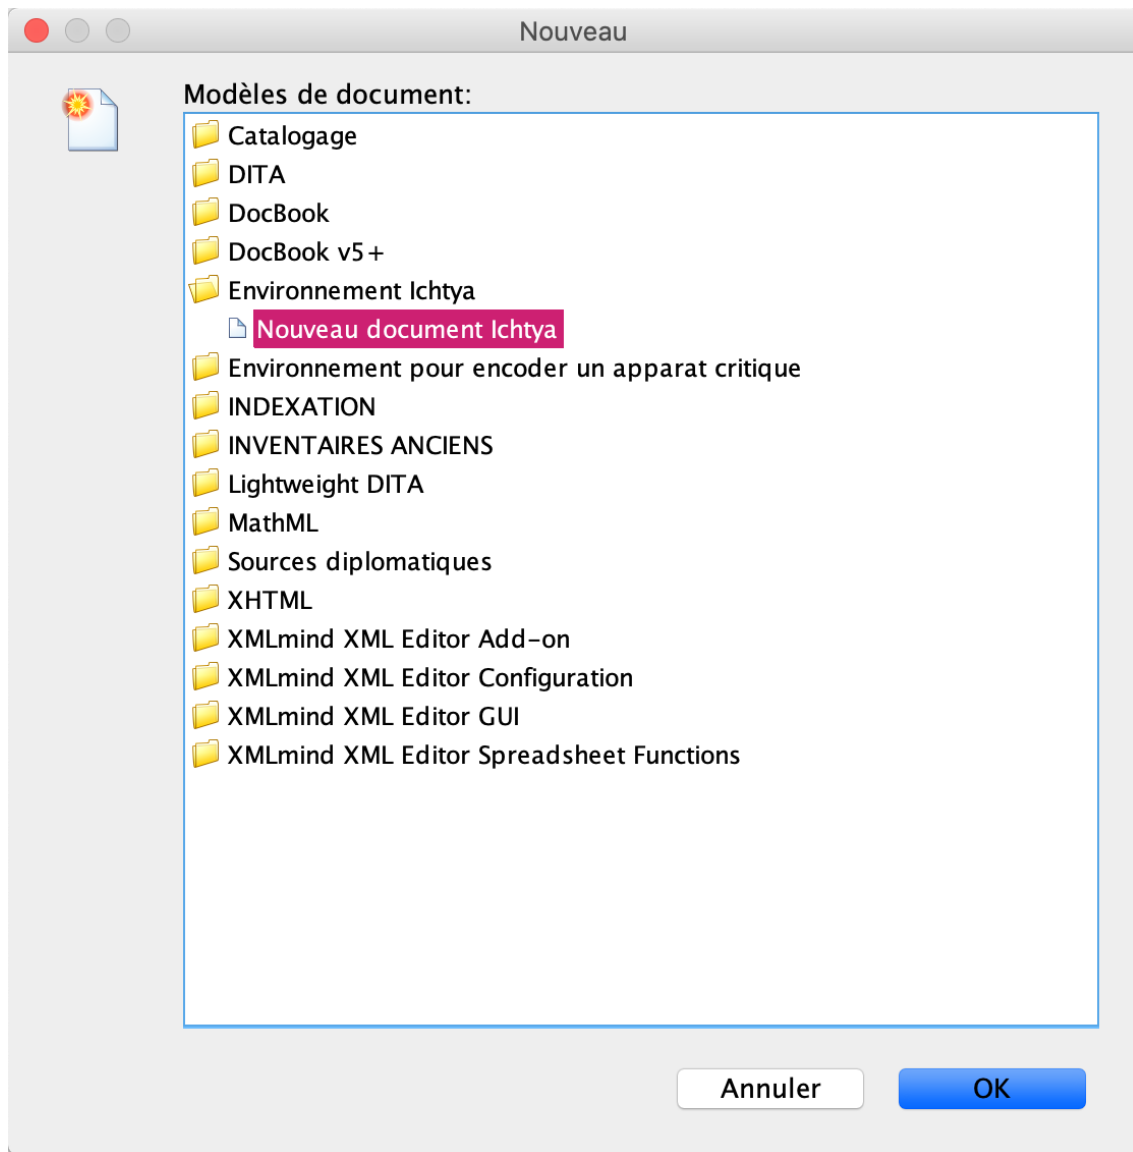 Nouveau
Modèles de document:
Catalogage
DITA
DocBook
DocBook v5+
Environnement Ichtya
Nouveau document Ichtya
Environnement pour encoder un apparat critique
INDEXATION
INVENTAIRES ANCIENS
Lightweight DITA
MathML
Sources diplomatiques
XHTML
XMLmind XML Editor Add-on
XMLmind XML Editor Configuration
XMLmind XML Editor GUI
XMLmind XML Editor Spreadsheet Functions
Annuler OK